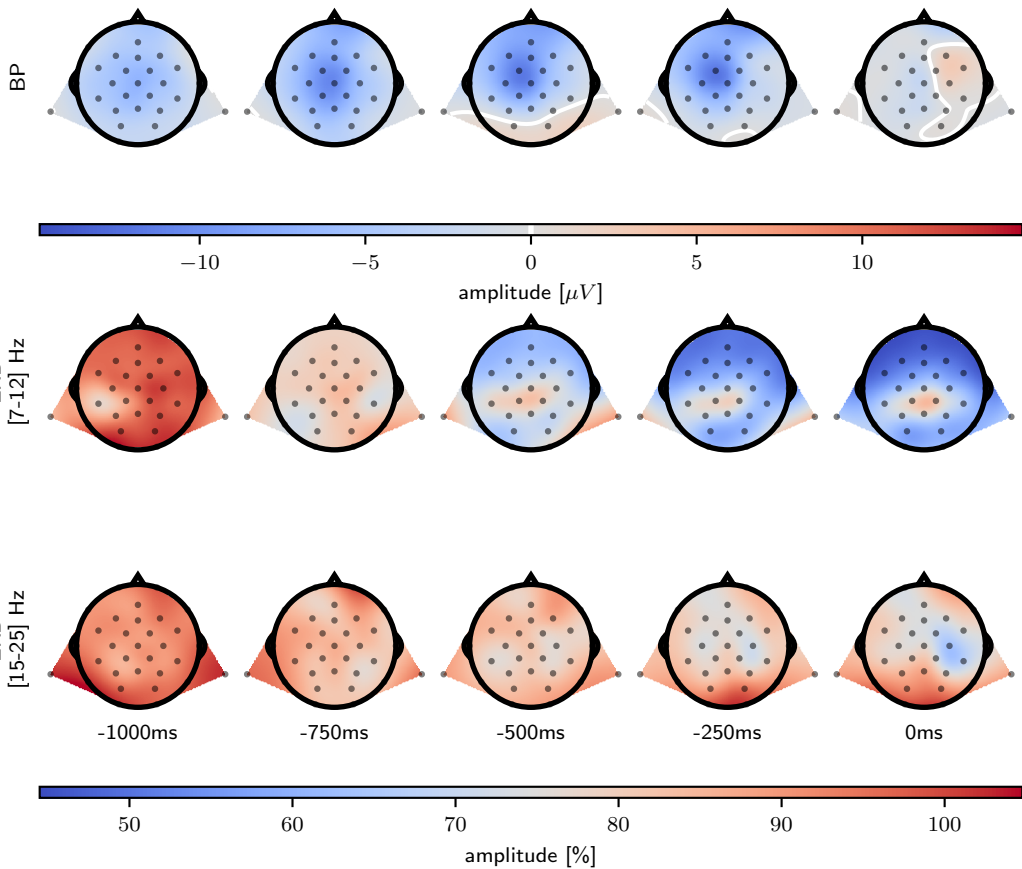 BP
−10 −5 0 5 10
amplitude [μV]
[7-12] Hz
[15-25] Hz
-1000ms -750ms -500ms -250ms 0ms
50 60 70 80 90 100
amplitude [%]